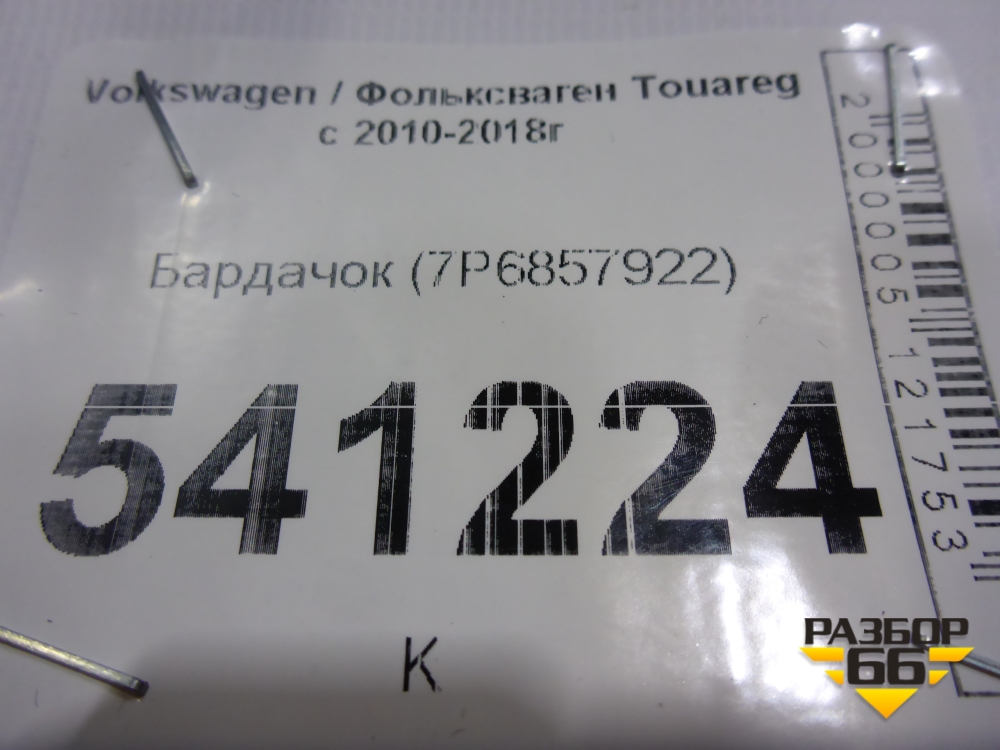 Volkswagen / Фольксваген Touareg
с 2010-2018г
Бардачок (7P6857922)
541224
К
2000005121753
РАЗБОР
66